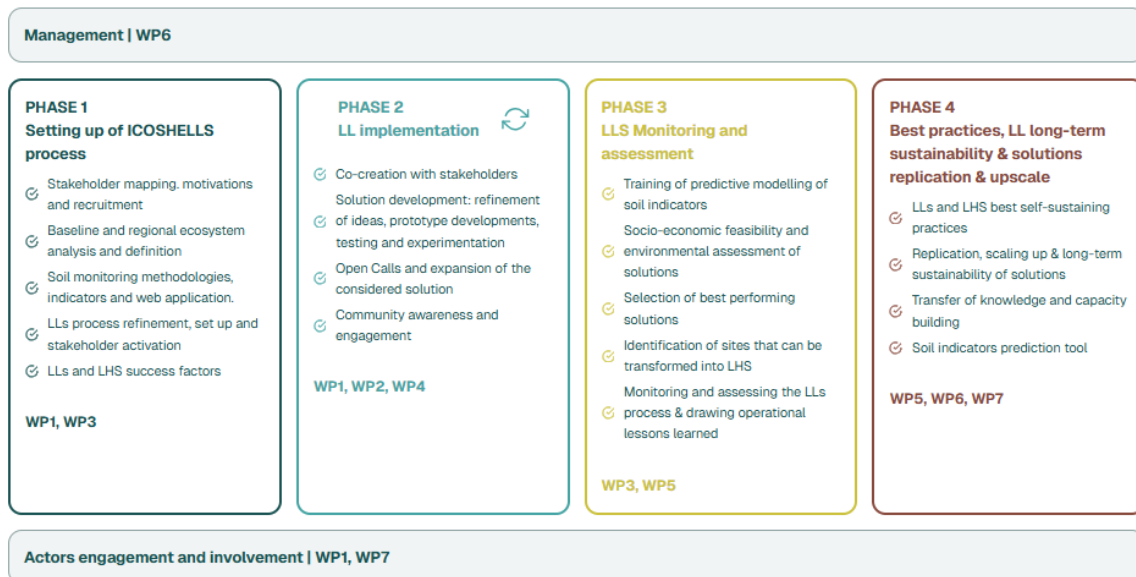 Management | WP6
PHASE 1
Setting up of ICOSHELLS
process
Stakeholder mapping. motivations
and recruitment
Baseline and regional ecosystem
analysis and definition
Soil monitoring methodologies,
indicators and web application.
LLs process refinement, set up and
stakeholder activation
LLs and LHS success factors
WP1, WP3
PHASE 2
LL implementation
Co-creation with stakeholders
Solution development: refinement
of ideas, prototype developments,
testing and experimentation
Open Calls and expansion of the
considered solution
Community awareness and
engagement
WP1, WP2, WP4
PHASE 3
LLS Monitoring and
assessment
Training of predictive modelling of
soil indicators
Socio-economic feasibility and
environmental assessment of
solutions
Selection of best performing
solutions
Identification of sites that can be
transformed into LHS
Monitoring and assessing the LLs
process & drawing operational
lessons learned
WP3, WP5
PHASE 4
Best practices, LL long-term
sustainability & solutions
replication & upscale
LLs and LHS best self-sustaining
practices
Replication, scaling up & long-term
sustainability of solutions
Transfer of knowledge and capacity
building
Soil indicators prediction tool
WP5, WP6, WP7
Actors engagement and involvement | WP1, WP7